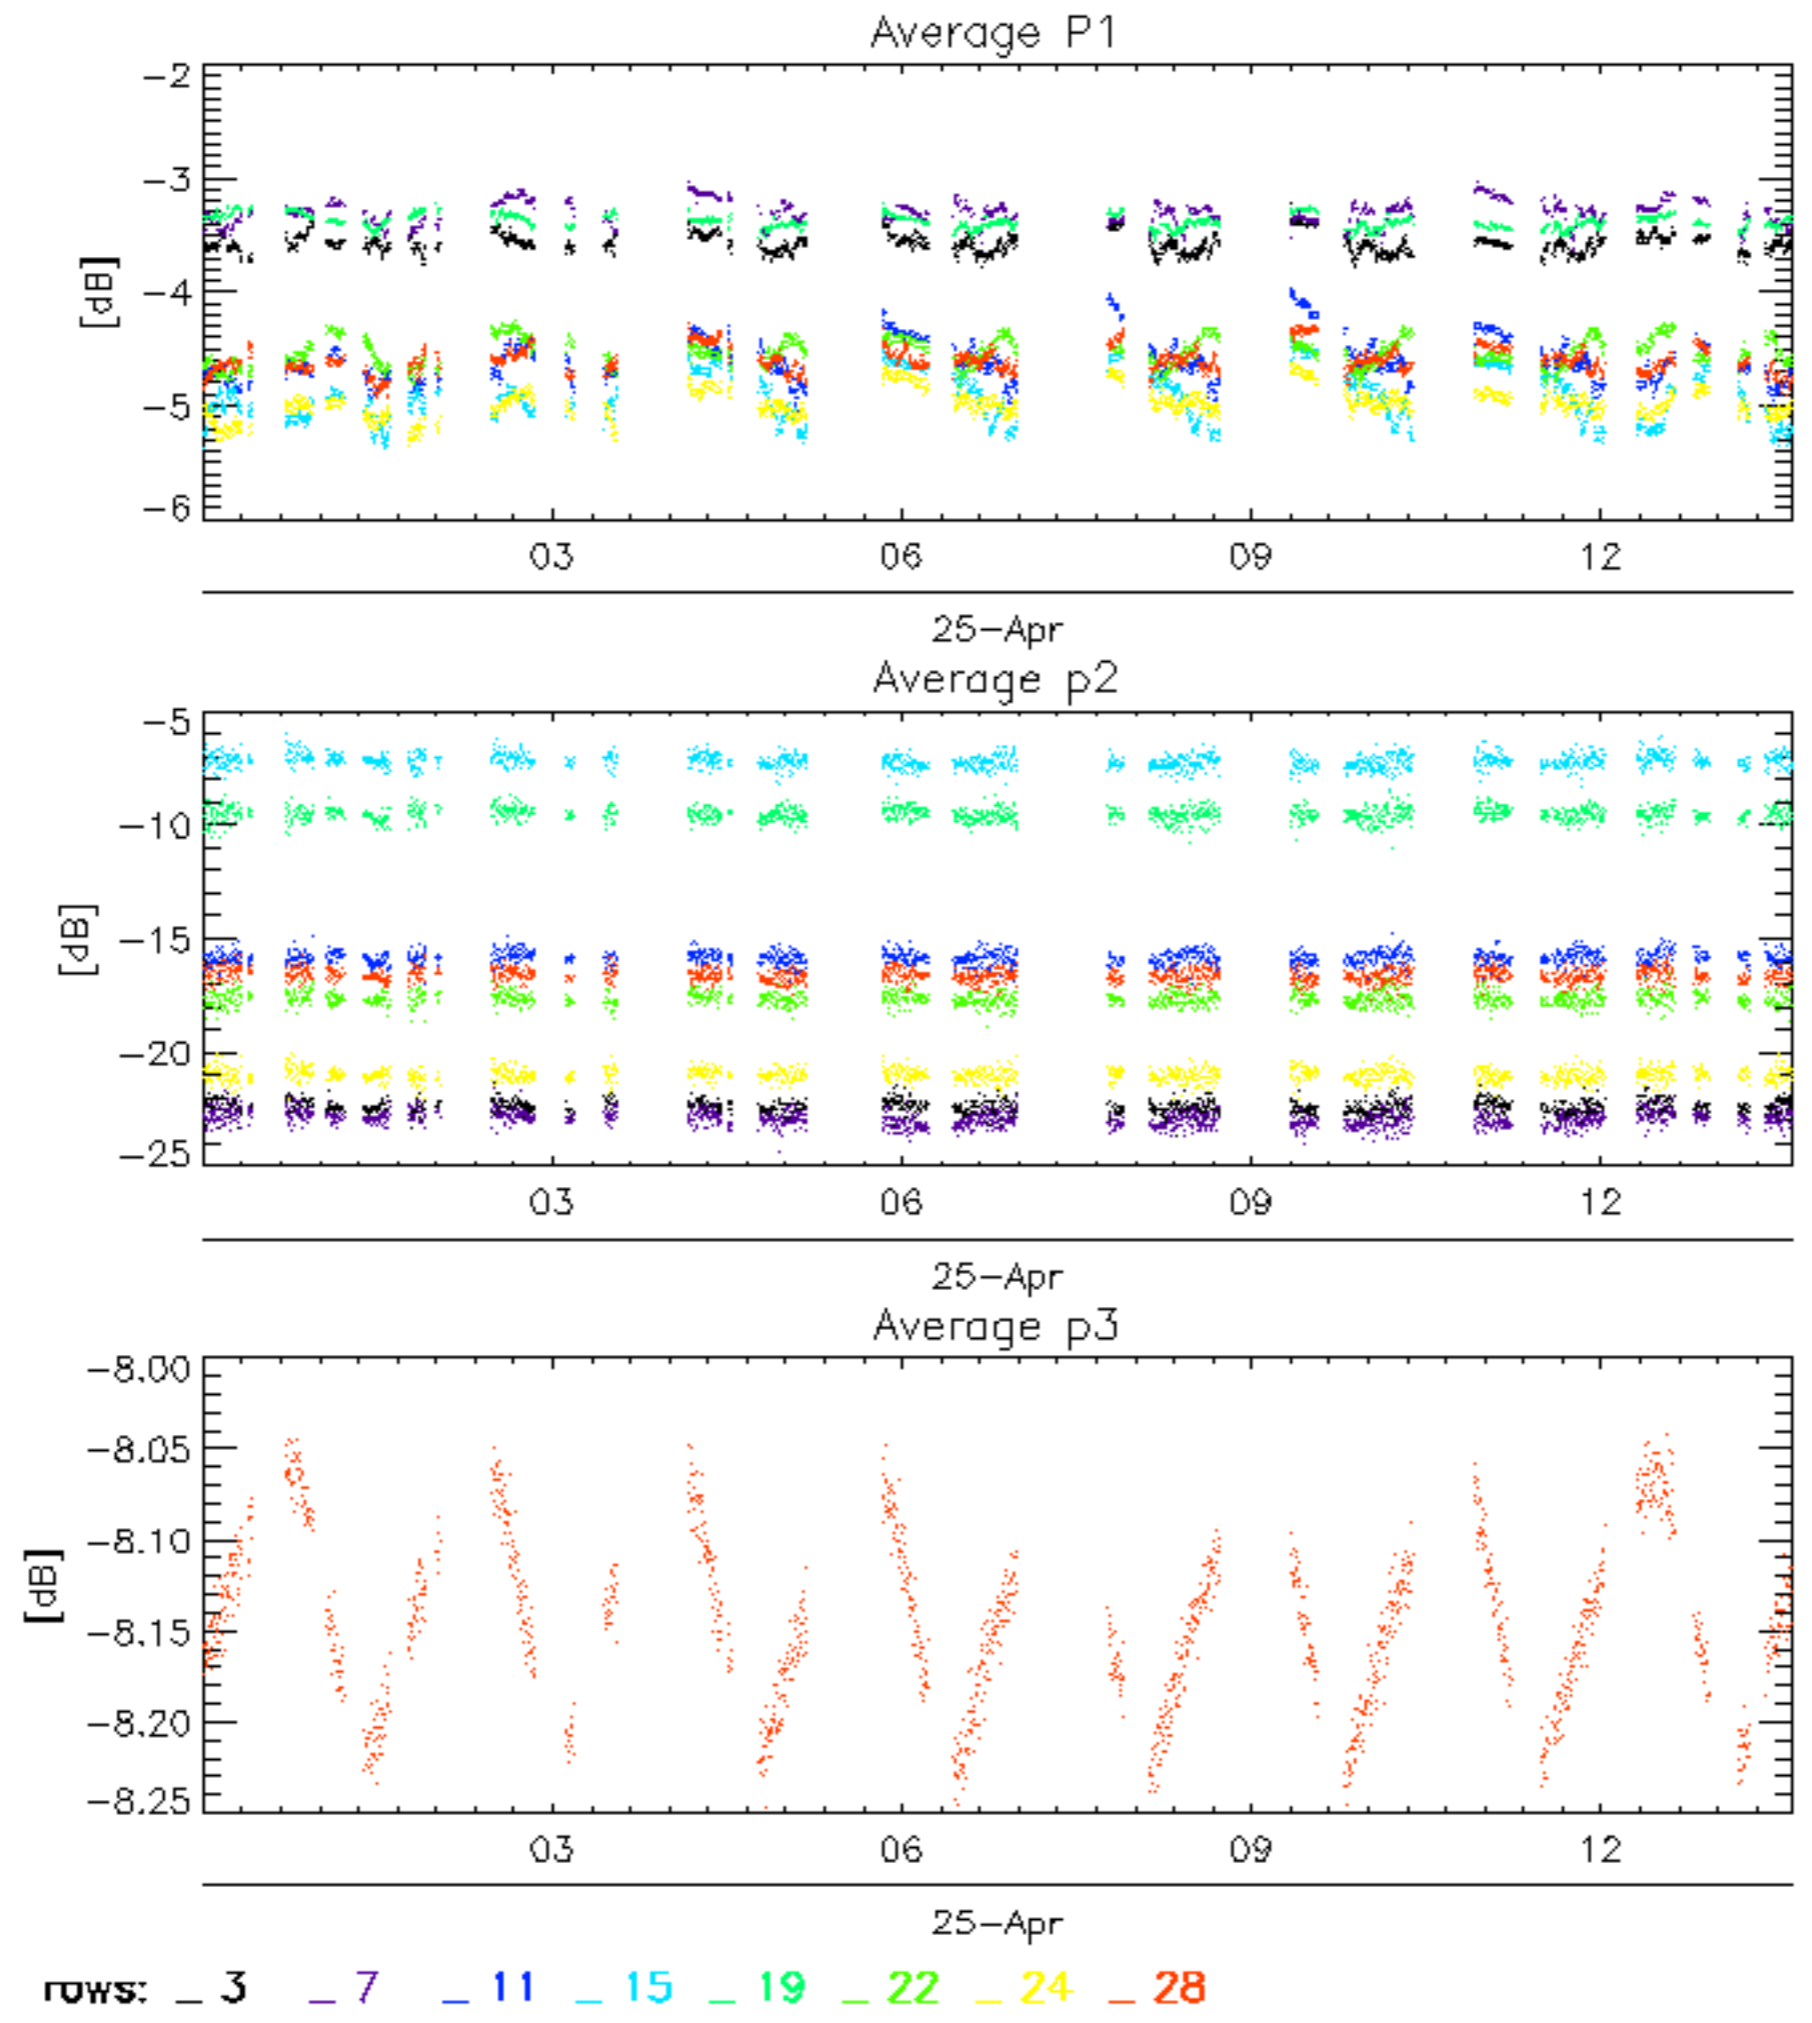 Average P1
-2
-3
-4
-5
-6
[dB]
03 06 09 12
25-Apr
Average p2
-5
-10
-15
-20
-25
[dB]
03 06 09 12
25-Apr
Average p3
-8.00
-8.05
-8.10
-8.15
-8.20
-8.25
[dB]
03 06 09 12
25-Apr
rows: _ 3 _ 7 _ 11 _ 15 _ 19 _ 22 _ 24 _ 28